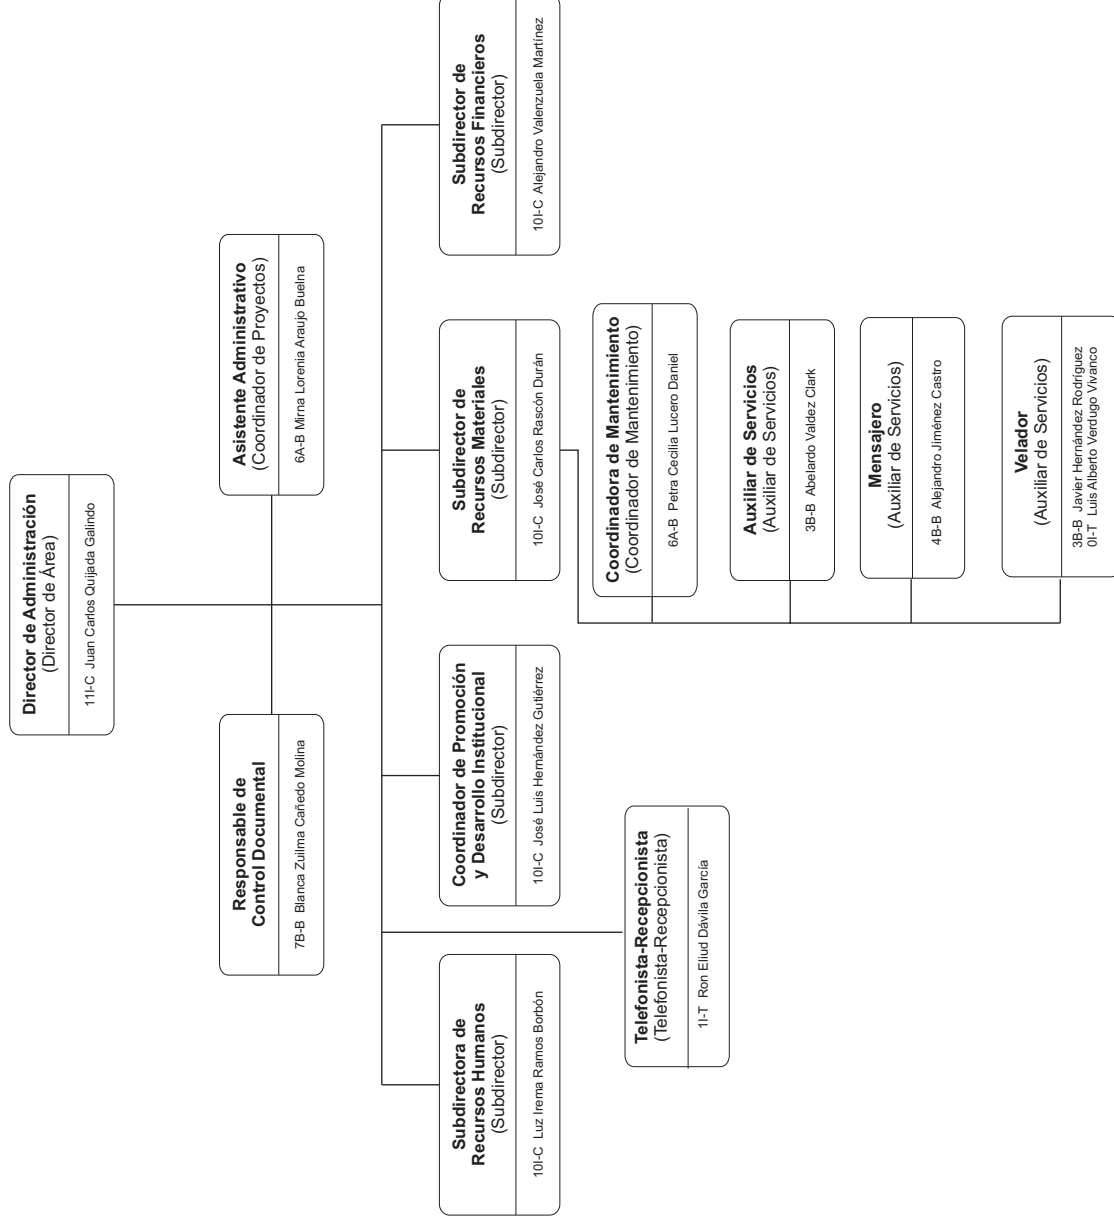 Director de Administración
(Director de Área)
11I-C Juan Carlos Quijada Galindo
Responsable de
Control Documental
7B-B Blanca Zuilma Cañedo Molina
Asistente Administrativo
(Coordinador de Proyectos)
6A-B Mirna Lorenia Araujo Buelna
Subdirectora de
Recursos Humanos
(Subdirector)
10I-C Luz Irema Ramos Borbón
Coordinador de Promoción
y Desarrollo Institucional
(Subdirector)
10I-C José Luis Hernández Gutiérrez
Subdirector de
Recursos Materiales
(Subdirector)
10I-C José Carlos Rascón Durán
Subdirector de
Recursos Financieros
(Subdirector)
10I-C Alejandro Valenzuela Martínez
Telefonista-Recepcionista
(Telefonista-Recepcionista)
1I-T Ron Eliud Dávila García
Coordinadora de Mantenimiento
(Coordinador de Mantenimiento)
6A-B Petra Cecilia Lucero Daniel
Auxiliar de Servicios
(Auxiliar de Servicios)
3B-B Abelardo Valdez Clark
Mensajero
(Auxiliar de Servicios)
4B-B Alejandro Jiménez Castro
Velador
(Auxiliar de Servicios)
3B-B Javier Hernández Rodríguez
0I-T Luis Alberto Verdugo Vivanco